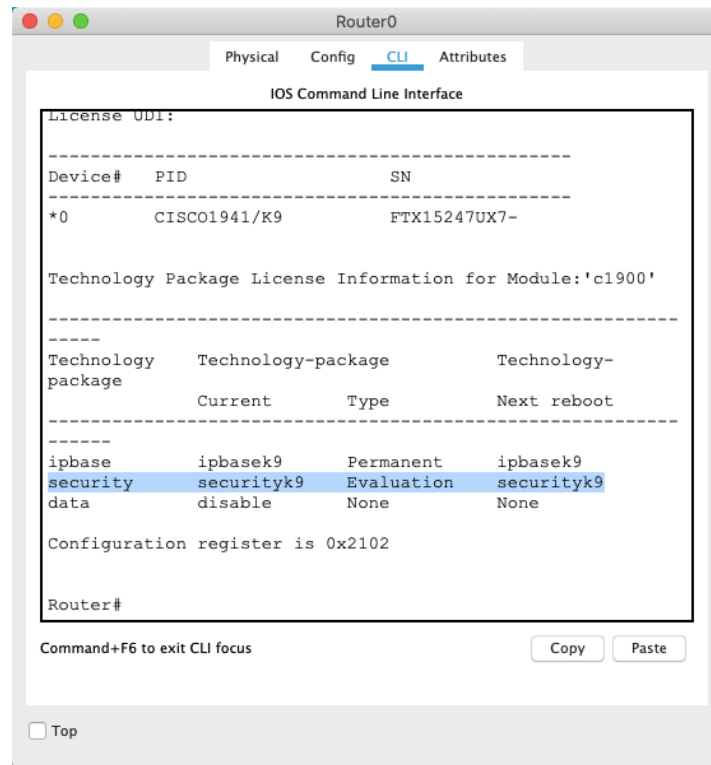 Router0
Physical Config CLI Attributes
IOS Command Line Interface
License UDI:
-------------------------------------------------
Device# PID SN
-------------------------------------------------
*0 CISCO1941/K9 FTX15247UX7-
Technology Package License Information for Module:'c1900'
-----------------------------------------------------------
-----
Technology Technology-package Technology-
package
Current Type Next reboot
-----------------------------------------------------------
------
ipbase ipbasek9 Permanent ipbasek9
security securityk9 Evaluation securityk9
data disable None None
Configuration register is 0x2102
Router#
Command+F6 to exit CLI focus
Copy Paste
Top